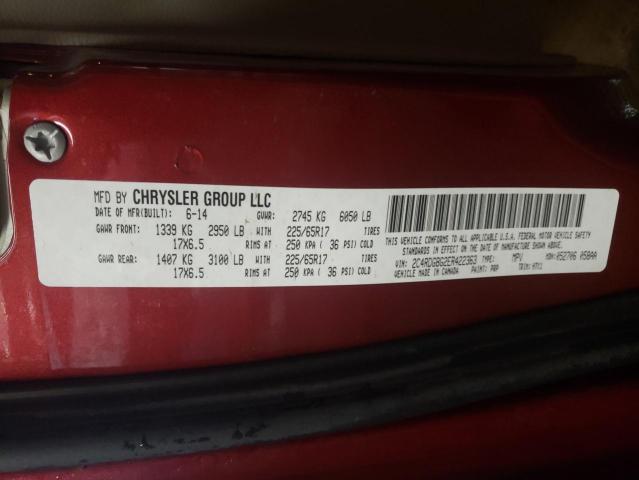 MFD BY CHRYSLER GROUP LLC
DATE OF MFR(BUILT): 6-14 GVWR: 2745 KG 6050 LB
GAWR FRONT: 1339 KG 2950 LB 225/65R17 TIRES
17X6.5 RIMS AT 250 KPA ( 36 PSI) COLD
GAWR REAR: 1407 KG 3100 LB 225/65R17 TIRES
17X6.5 RIMS AT 250 KPA ( 36 PSI) COLD
THIS VEHICLE CONFORMS TO ALL APPLICABLE U.S.A. FEDERAL MOTOR VEHICLE SAFETY
STANDARDS IN EFFECT ON THE DATE OF MANUFACTURE SHOWN ABOVE.
VIN: 2C4RDGBG2ER422363 TYPE: MPV MDH: 052706 058AA
VEHICLE MADE IN CANADA PAINT: PRP TRIM: